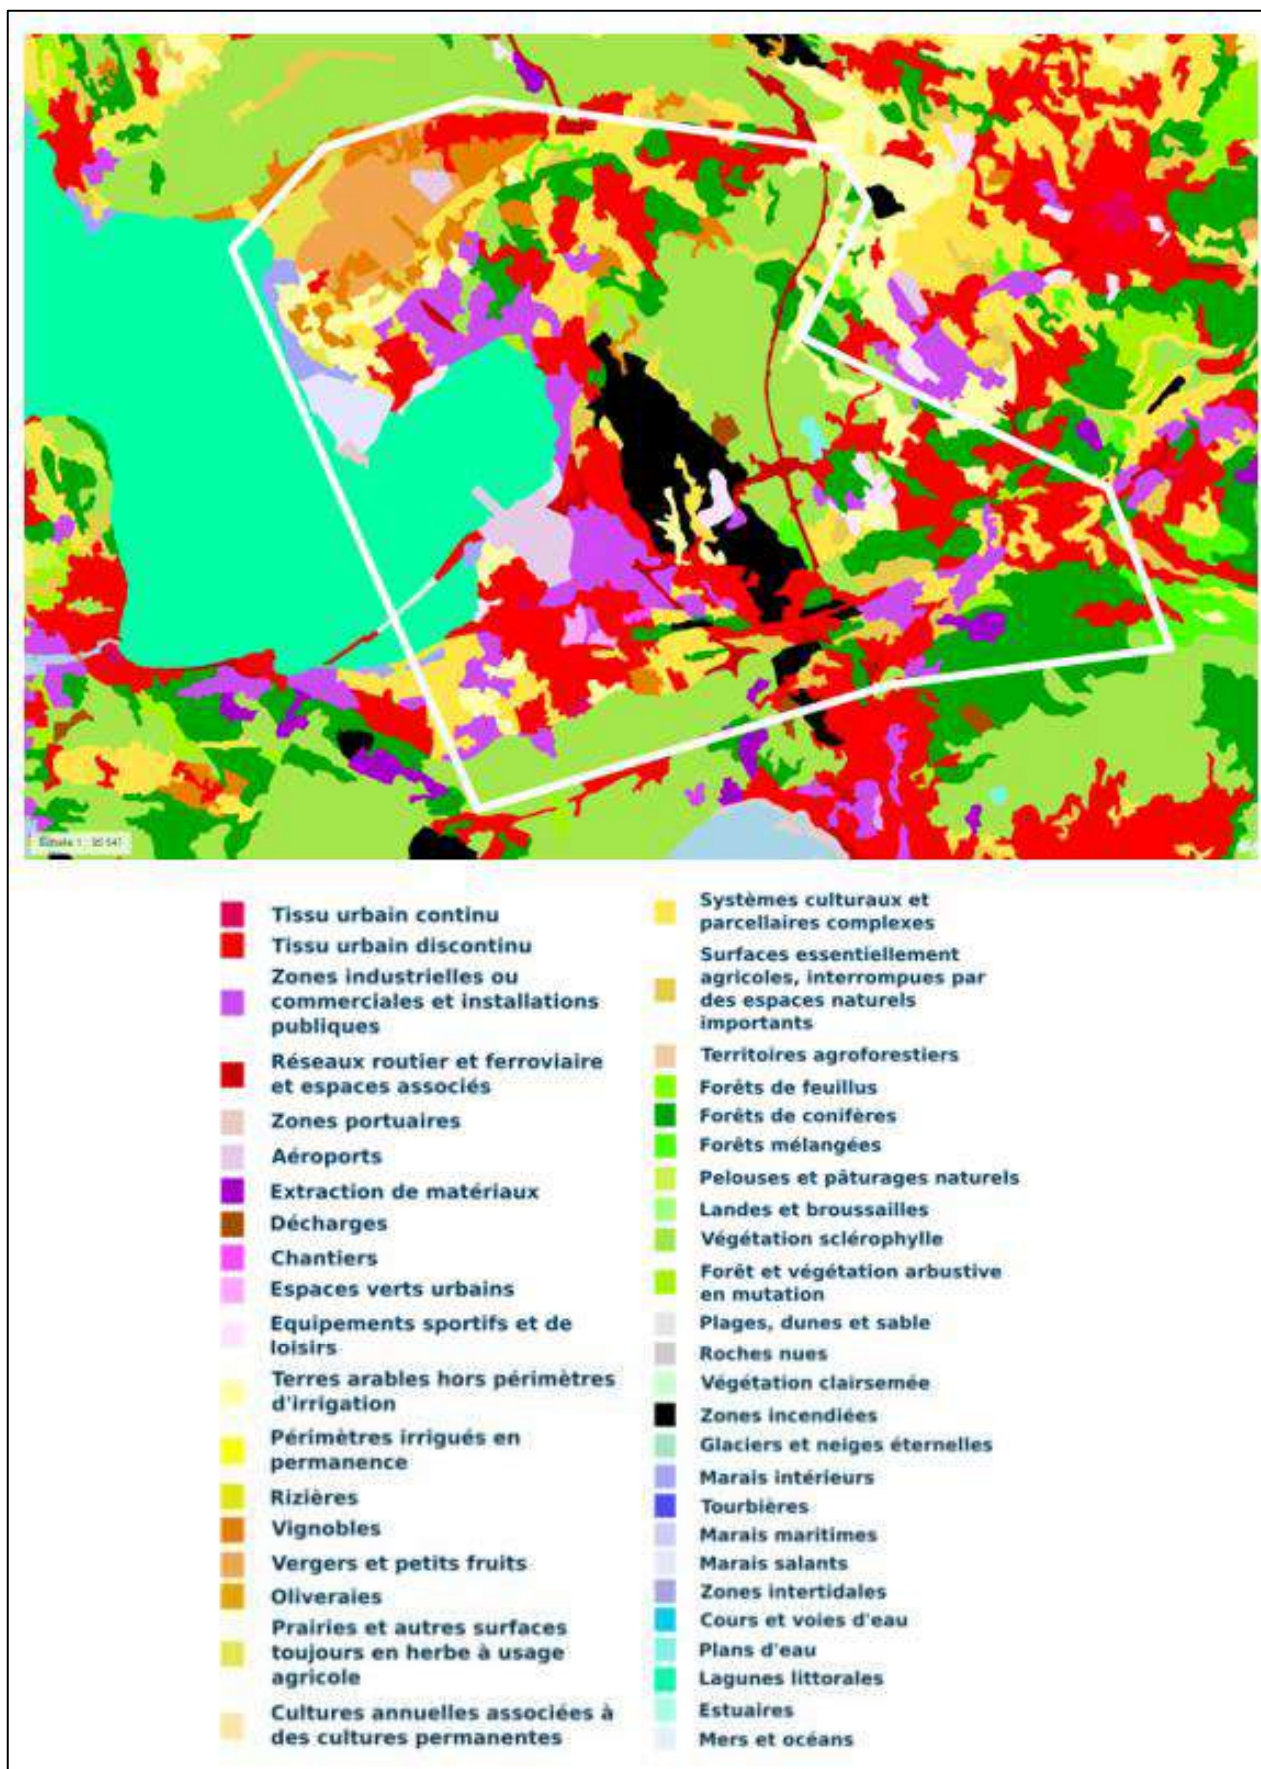 Tissu urbain continu
Tissu urbain discontinu
Zones industrielles ou
commerciales et installations
publiques
Réseaux routier et ferroviaire
et espaces associés
Zones portuaires
Aéroports
Extraction de matériaux
Décharges
Chantiers
Espaces verts urbains
Equipements sportifs et de
loisirs
Terres arables hors périmètres
d'irrigation
Périmètres irrigués en
permanence
Rizières
Vignobles
Vergers et petits fruits
Oliveraies
Prairies et autres surfaces
toujours en herbe à usage
agricole
Cultures annuelles associées à
des cultures permanentes
Systèmes culturaux et
parcellaires complexes
Surfaces essentiellement
agricoles, interrompues par
des espaces naturels
importants
Territoires agroforestiers
Forêts de feuillus
Forêts de conifères
Forêts mélangées
Pelouses et pâturages naturels
Landes et broussailles
Végétation sclérophylle
Forêt et végétation arbustive
en mutation
Plages, dunes et sable
Roches nues
Végétation clairsemée
Zones incendiées
Glaciers et neiges éternelles
Marais intérieurs
Tourbières
Marais maritimes
Marais salants
Zones intertidales
Cours et voies d'eau
Plans d'eau
Lagunes littorales
Estuaires
Mers et océans